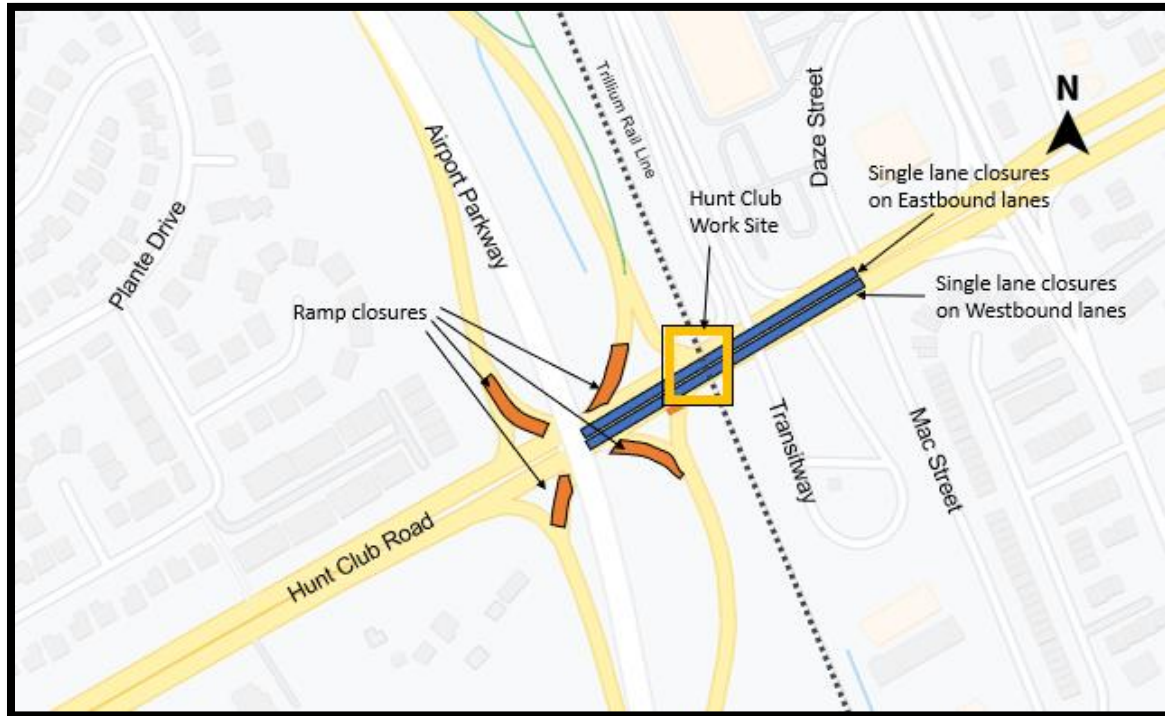 N
Daze Street
Trillium Rail Line
Airport Parkway
Single lane closures
on Eastbound lanes
Hunt Club
Work Site
Plante Drive
Single lane closures
on Westbound lanes
Ramp closures
Transitway
Mac Street
Hunt Club Road